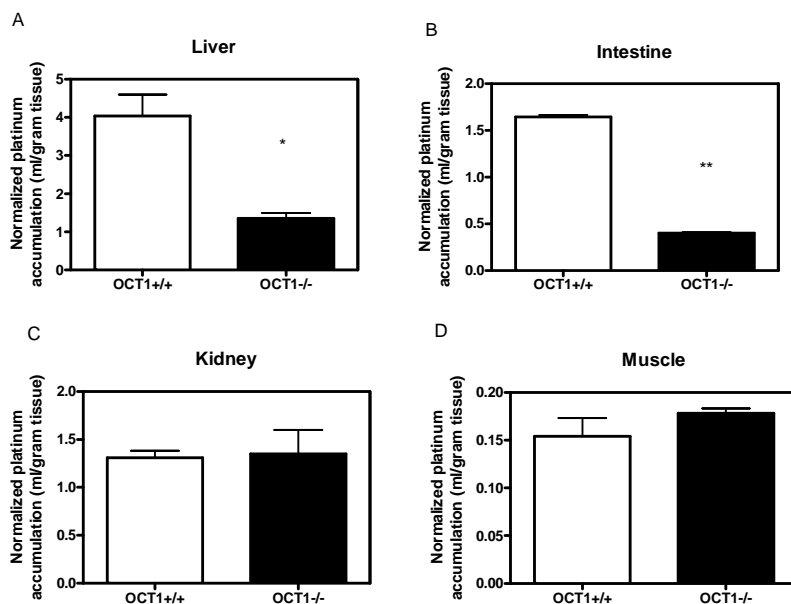 A
Liver
Normalized platinum
accumulation (ml/gram tissue)
5
4
3
2
1
0
*
OCT1+/+
OCT1-/-
B
Intestine
Normalized platinum
accumulation (ml/gram tissue)
2.0
1.5
1.0
0.5
0.0
**
OCT1+/+
OCT1-/-
C
Kidney
Normalized platinum
accumulation (ml/gram tissue)
2.0
1.5
1.0
0.5
0.0
OCT1+/+
OCT1-/-
D
Muscle
Normalized platinum
accumulation (ml/gram tissue)
0.20
0.15
0.10
0.05
0.00
OCT1+/+
OCT1-/-